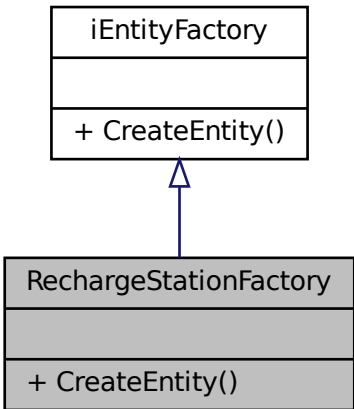 iEntityFactory
+ CreateEntity()
RechargeStationFactory
+ CreateEntity()